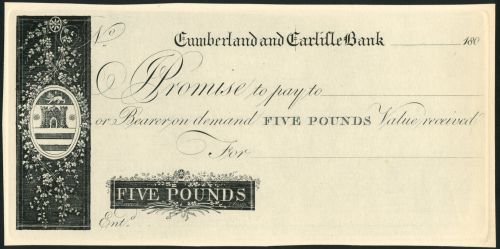 No
Cumberland and Carlisle Bank 180
I Promise to pay to
or Bearer on demand FIVE POUNDS Value received
For
FIVE POUNDS
Ent.d